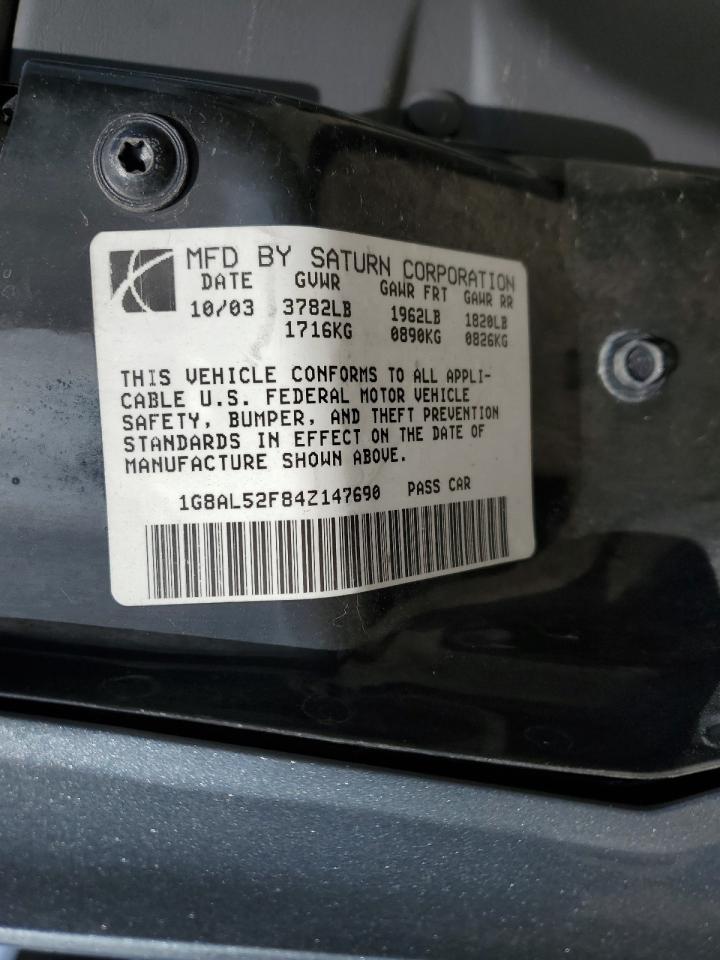 MFD BY SATURN CORPORATION
DATE GVWR GAWR FRT GAWR RR
10/03 3782LB 1962LB 1820LB
1716KG 0890KG 0826KG
THIS VEHICLE CONFORMS TO ALL APPLI-
CABLE U.S. FEDERAL MOTOR VEHICLE
SAFETY, BUMPER, AND THEFT PREVENTION
STANDARDS IN EFFECT ON THE DATE OF
MANUFACTURE SHOWN ABOVE.
1G8AL52F84Z147690 PASS CAR